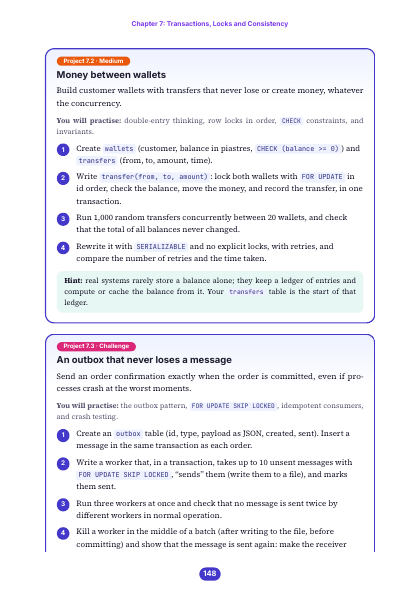 Chapter 7: Transactions, Locks and Consistency
Project 7.2 · Medium
Money between wallets
Build customer wallets with transfers that never lose or create money, whatever
the concurrency.
You will practise: double-entry thinking, row locks in order, CHECK constraints, and
invariants.
1 Create wallets (customer, balance in piastres, CHECK (balance >= 0)) and
transfers (from, to, amount, time).
2 Write transfer(from, to, amount): lock both wallets with FOR UPDATE in
id order, check the balance, move the money, and record the transfer, in one
transaction.
3 Run 1,000 random transfers concurrently between 20 wallets, and check
that the total of all balances never changed.
4 Rewrite it with SERIALIZABLE and no explicit locks, with retries, and
compare the number of retries and the time taken.
Hint: real systems rarely store a balance alone; they keep a ledger of entries and
compute or cache the balance from it. Your transfers table is the start of that
ledger.
Project 7.3 · Challenge
An outbox that never loses a message
Send an order confirmation exactly when the order is committed, even if pro-
cesses crash at the worst moments.
You will practise: the outbox pattern, FOR UPDATE SKIP LOCKED, idempotent consumers,
and crash testing.
1 Create an outbox table (id, type, payload as JSON, created, sent). Insert a
message in the same transaction as each order.
2 Write a worker that, in a transaction, takes up to 10 unsent messages with
FOR UPDATE SKIP LOCKED, “sends” them (write them to a file), and marks
them sent.
3 Run three workers at once and check that no message is sent twice by
different workers in normal operation.
4 Kill a worker in the middle of a batch (after writing to the file, before
committing) and show that the message is sent again: make the receiver
148